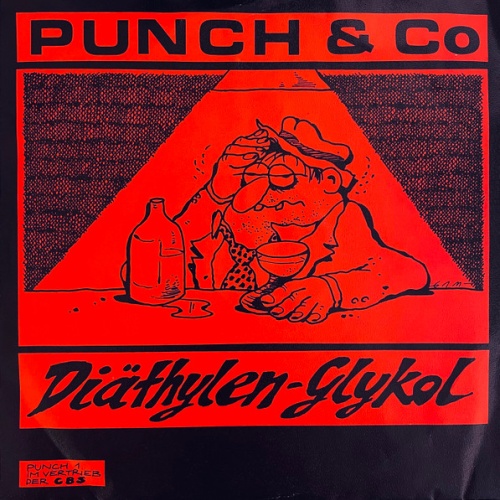 PUNCH & Co
Diäthylen-Glykol
PUNCH 1
IM VERTRIEB
DER CBS